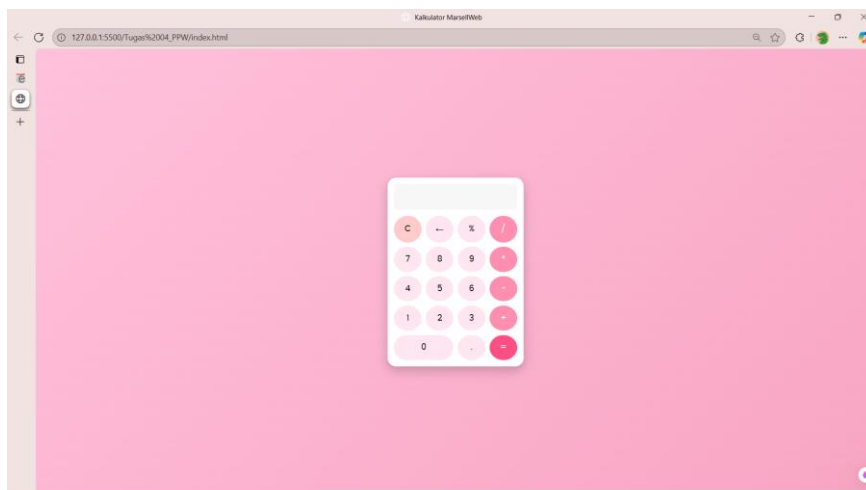 Kalkulator MarsellWeb
127.0.0.1:5500/Tugas%2004_PPW/index.html
C ← % /
7 8 9 *
4 5 6 -
1 2 3 +
0 . =